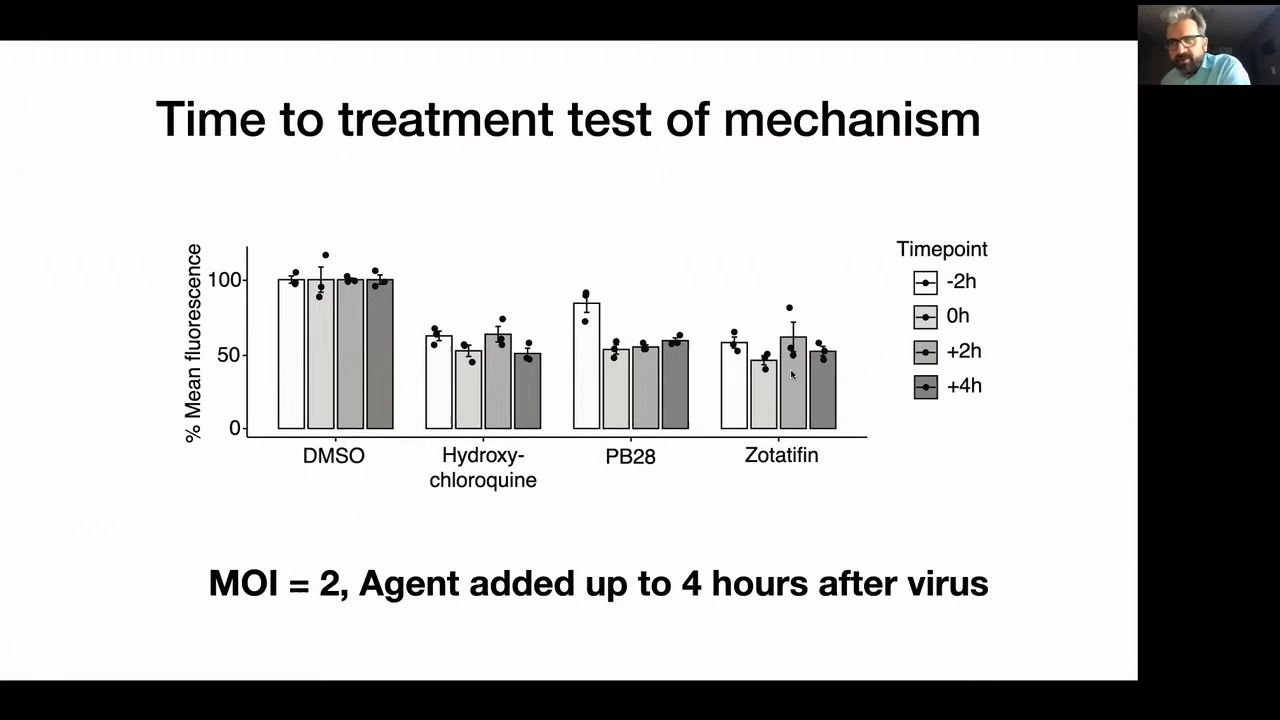 Time to treatment test of mechanism
% Mean fluorescence
100
50
0
DMSO
Hydroxy-
chloroquine
PB28
Zotatifin
Timepoint
-2h
0h
+2h
+4h
MOI = 2, Agent added up to 4 hours after virus